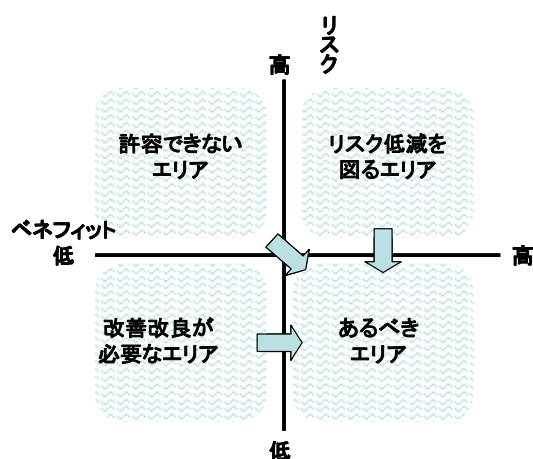 リスク
高
許容できない
エリア
リスク低減を
図るエリア
ベネフィット
低
高
改善改良が
必要なエリア
あるべき
エリア
低